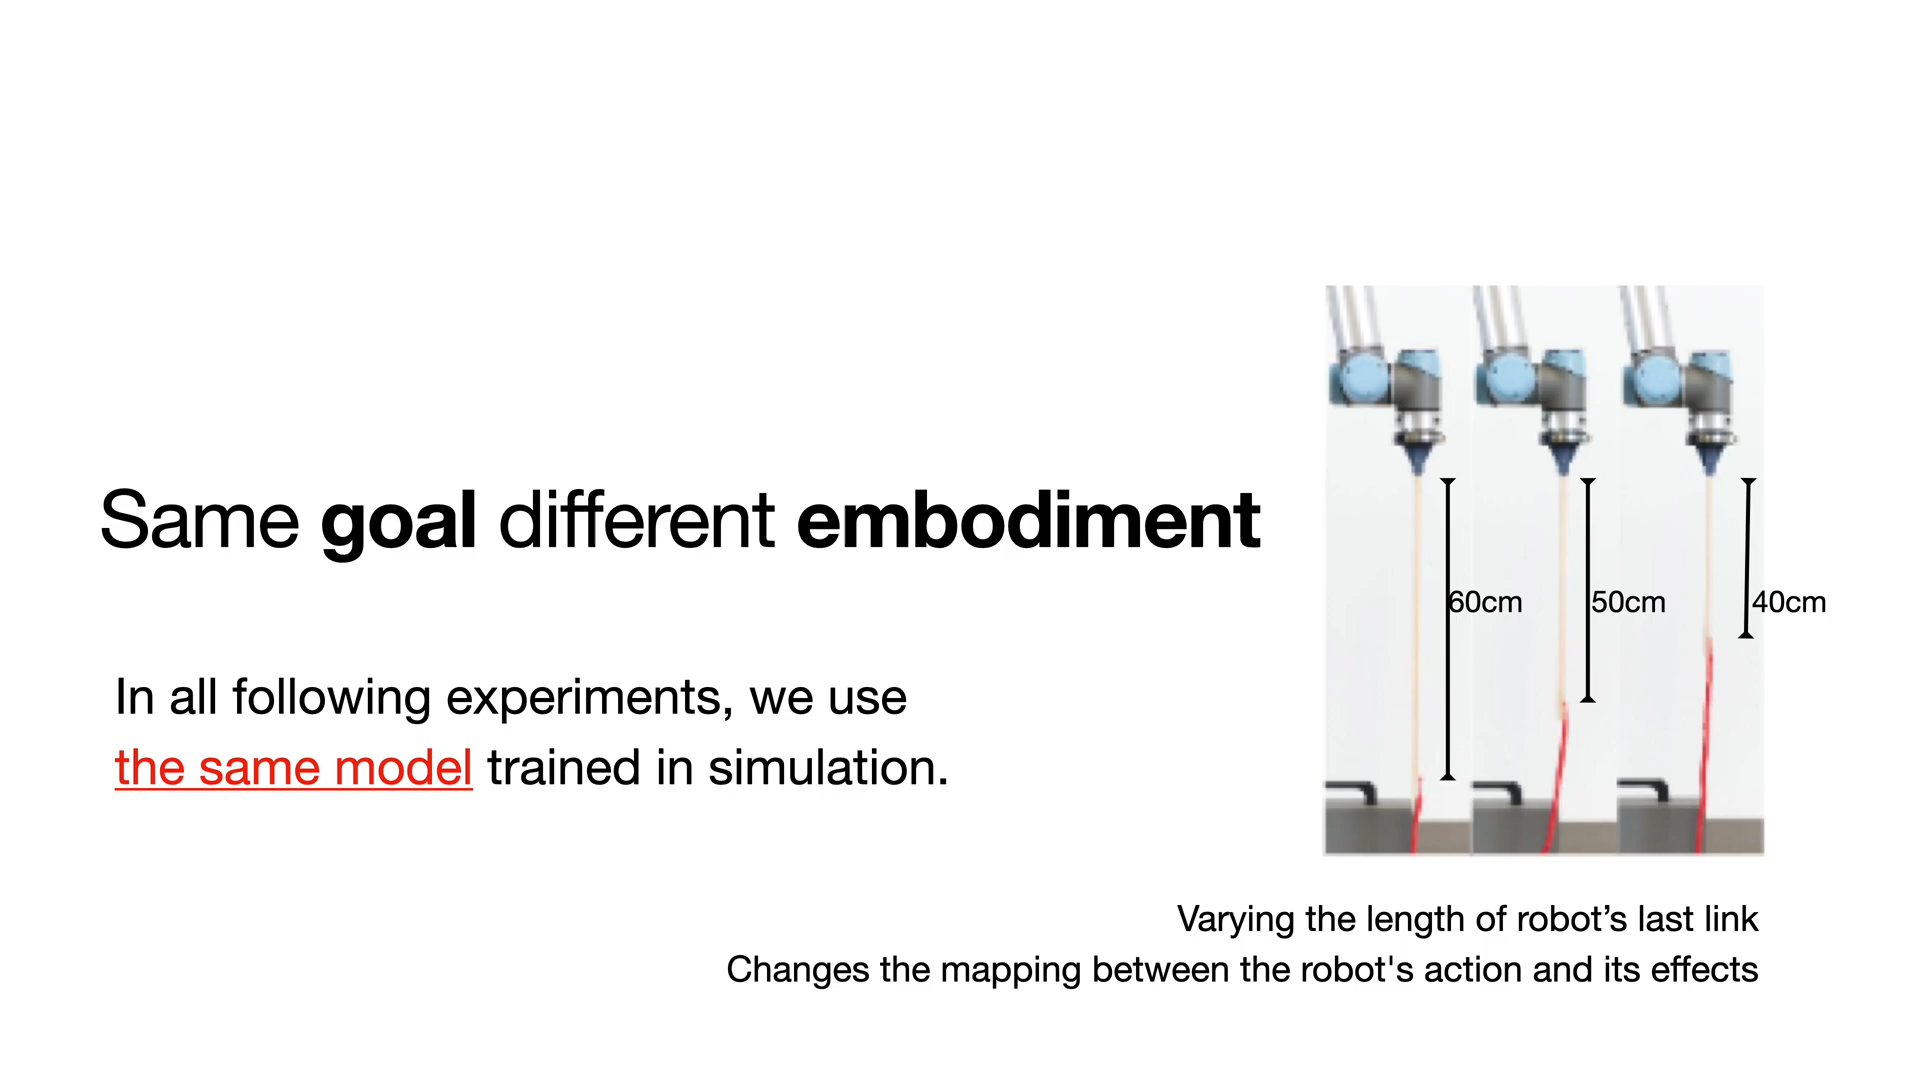 Same goal different embodiment
60cm
50cm
40cm
In all following experiments, we use
the same model trained in simulation.
Varying the length of robot’s last link
Changes the mapping between the robot's action and its effects